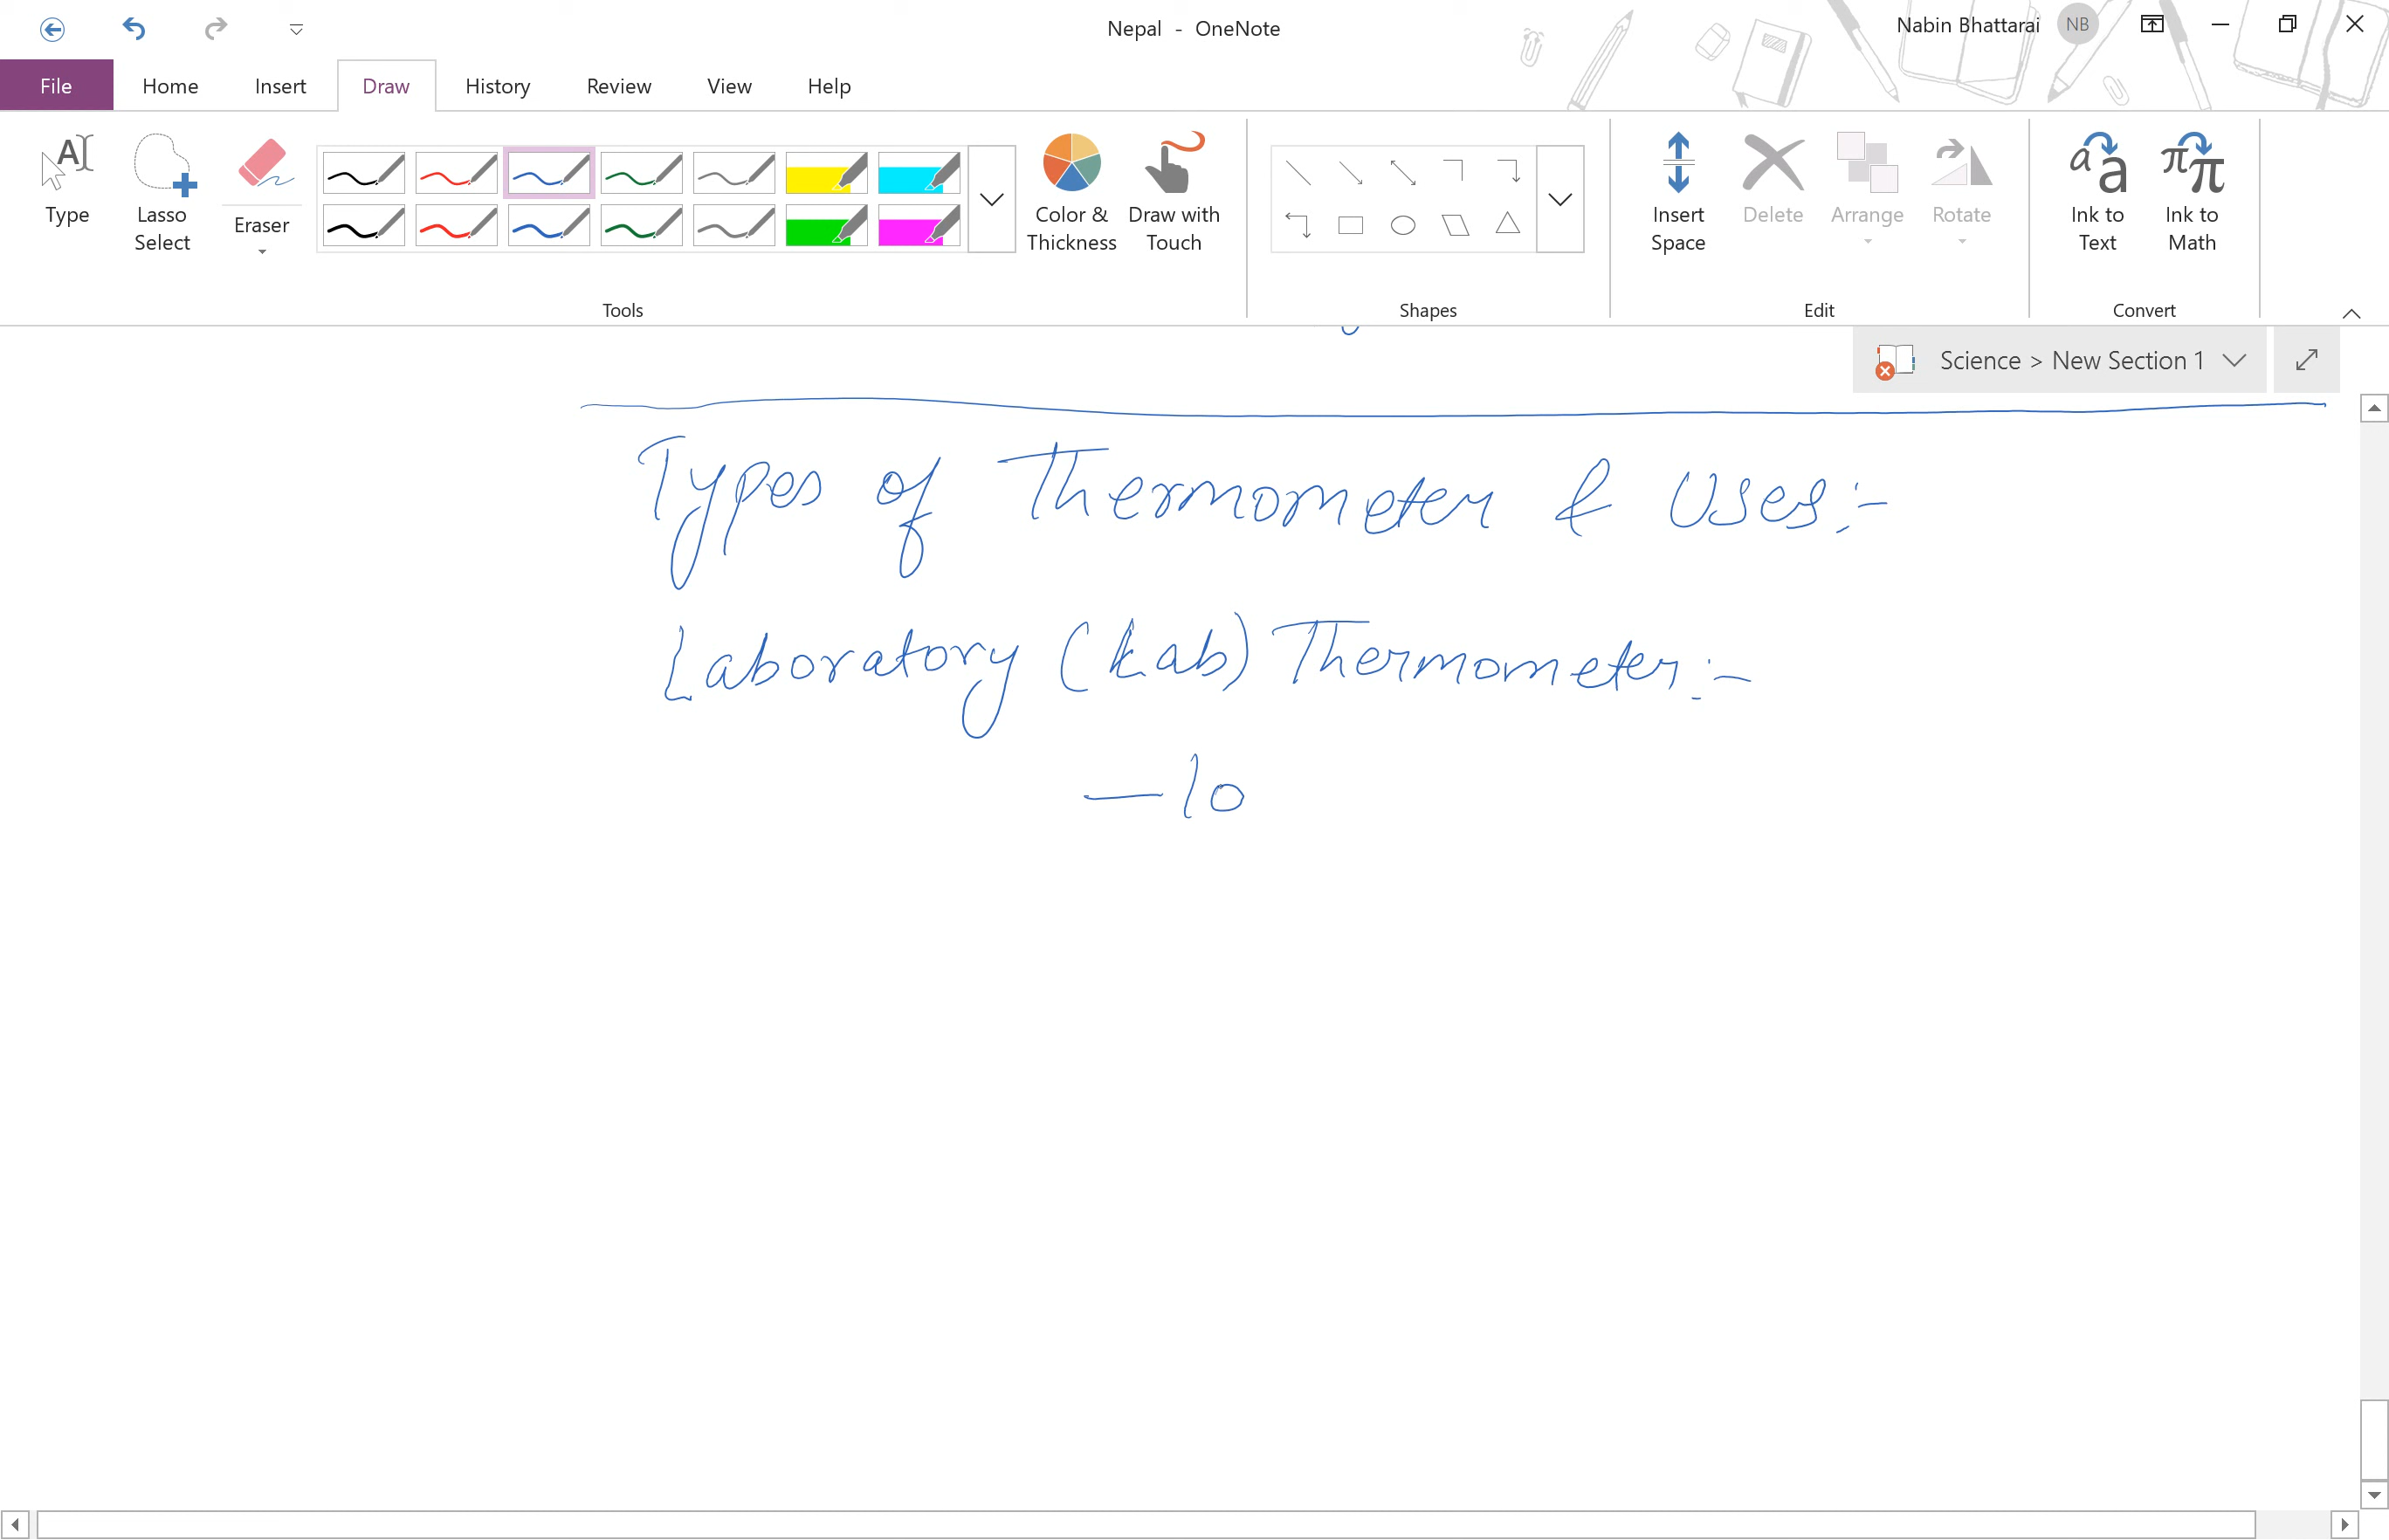 Nepal - OneNote
Nabin Bhattarai NB
File Home Insert Draw History Review View Help
Type
Lasso Select
Eraser
Color & Thickness
Draw with Touch
Insert Space
Delete
Arrange
Rotate
Ink to Text
Ink to Math
Tools Shapes Edit Convert
Science > New Section 1
Types of Thermometer & Uses:-
Laboratory (Lab) Thermometer:-
—10